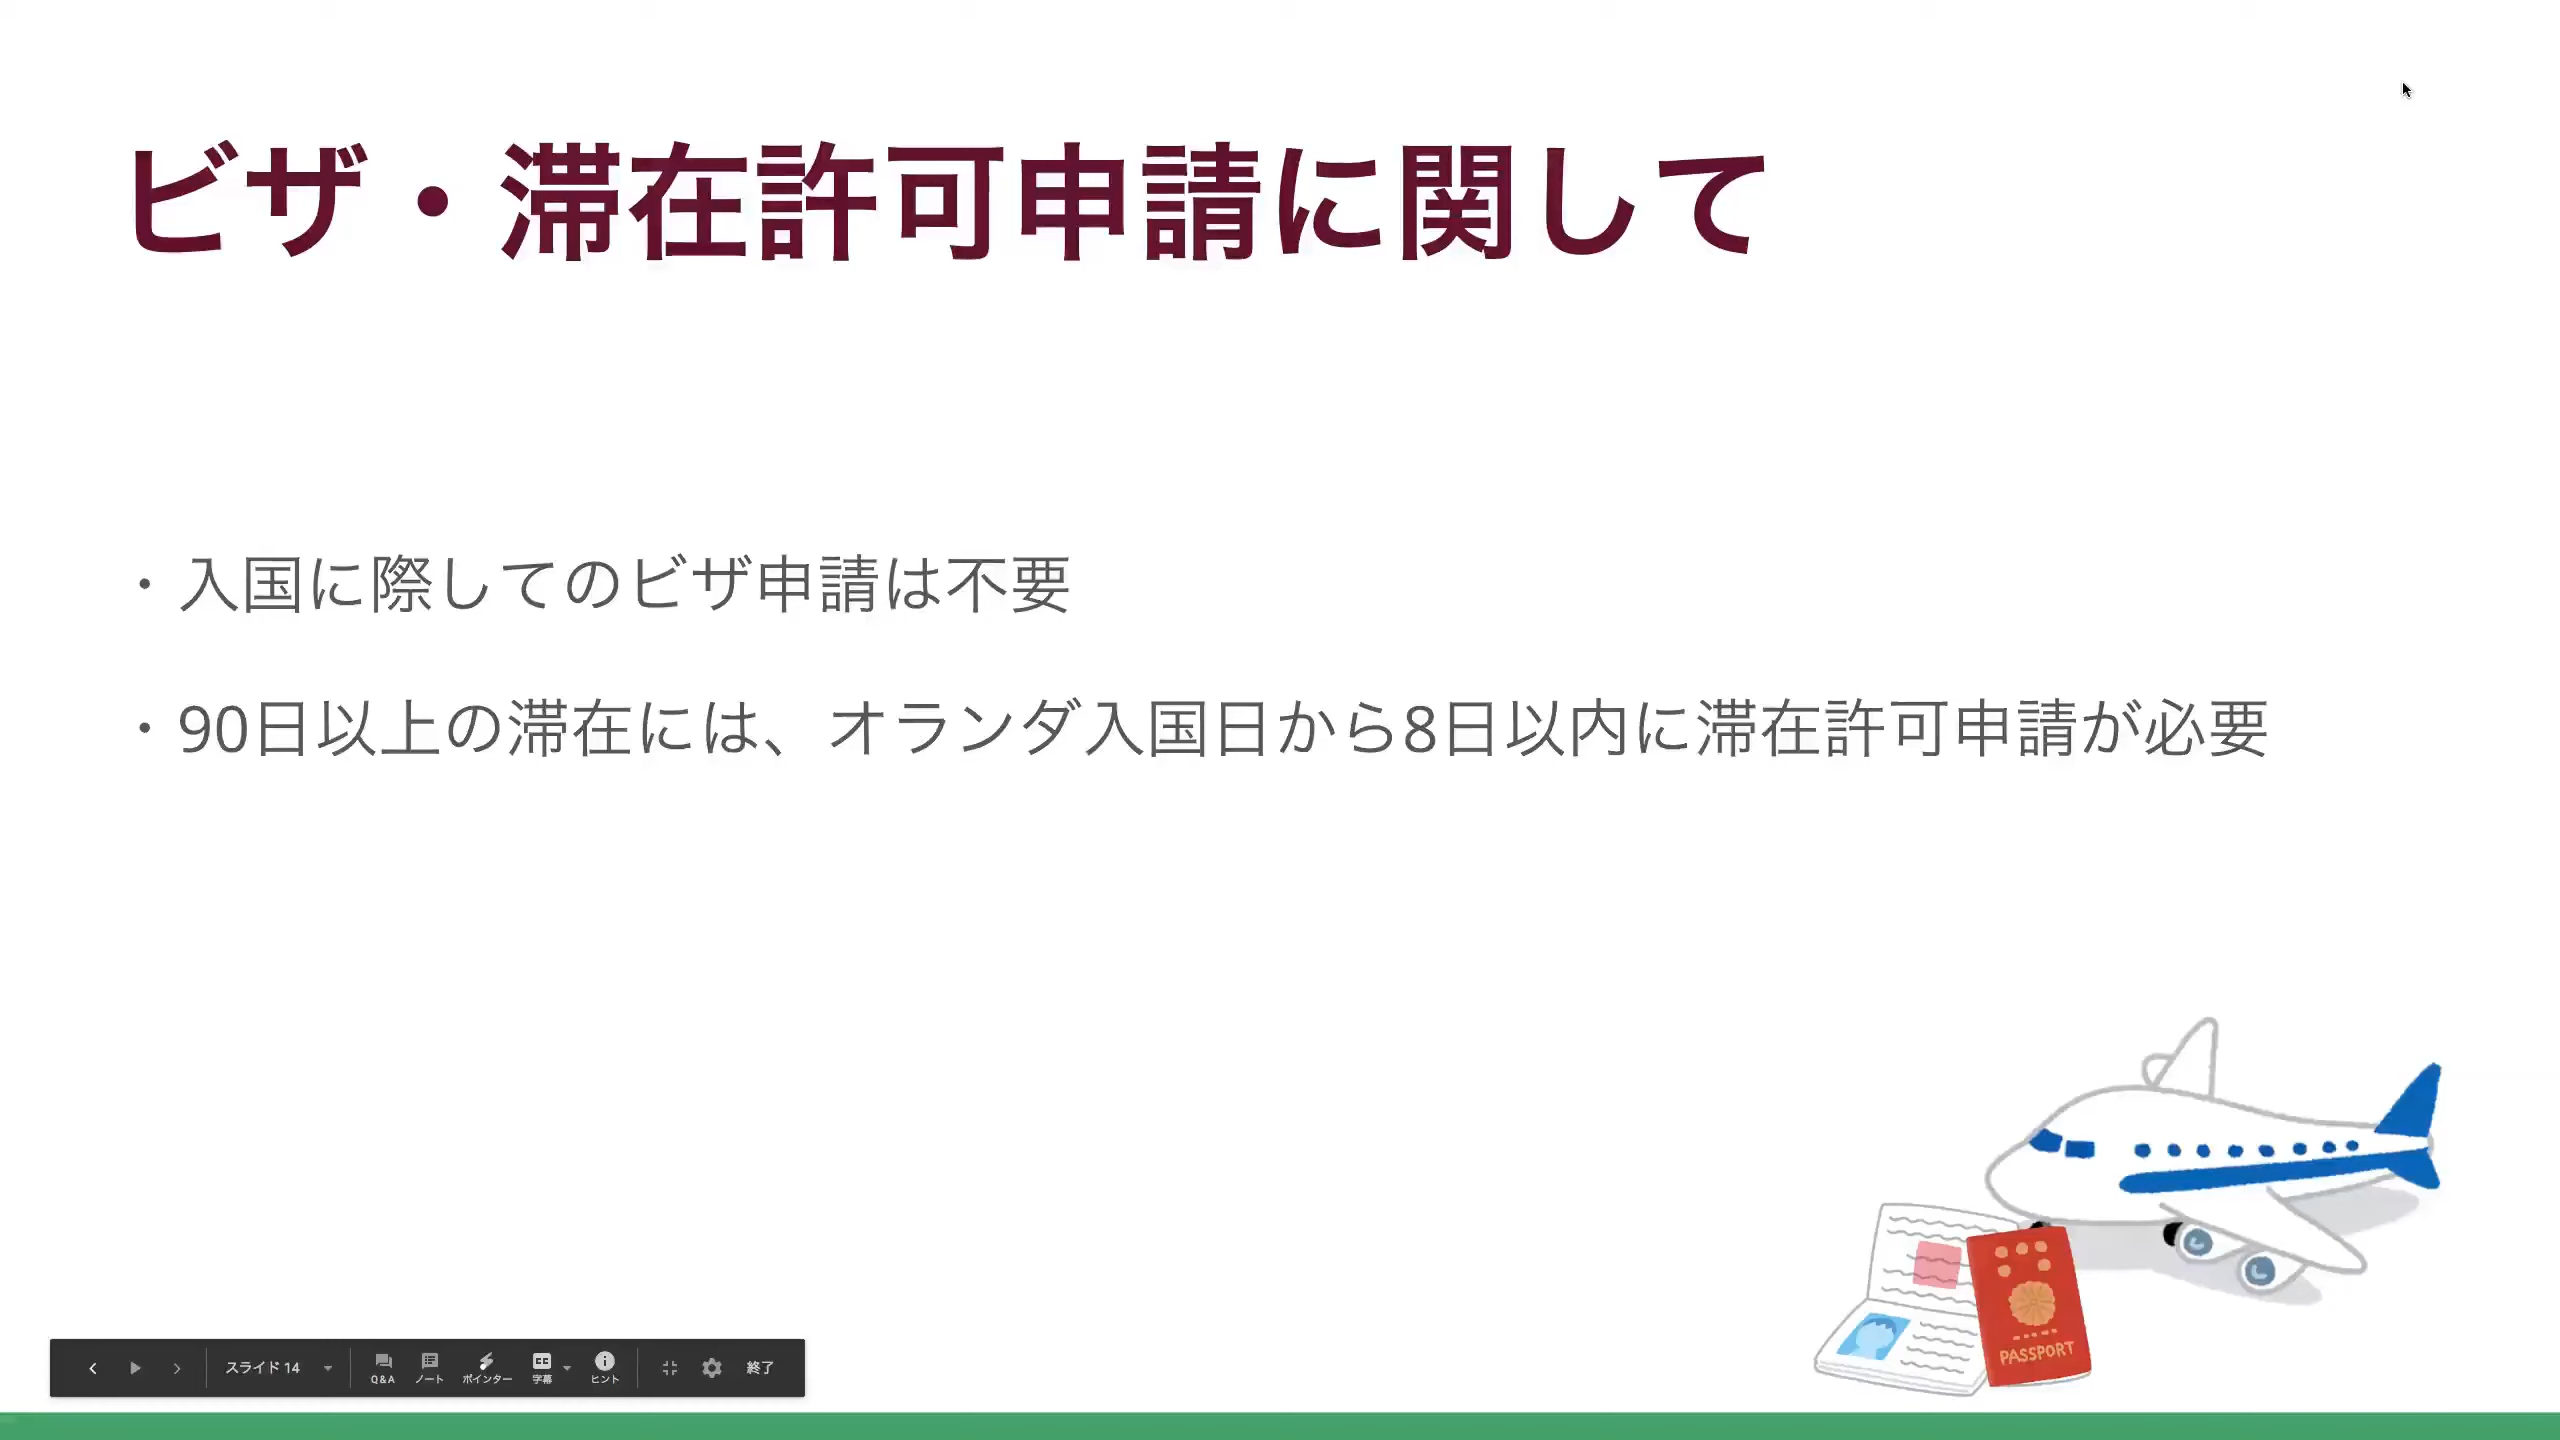 ビザ・滞在許可申請に関して
・入国に際してのビザ申請は不要
・90日以上の滞在には、オランダ入国日から8日以内に滞在許可申請が必要
PASSPORT
スライド 14
Q&A
ノート
ポインター
字幕
ヒント
終了